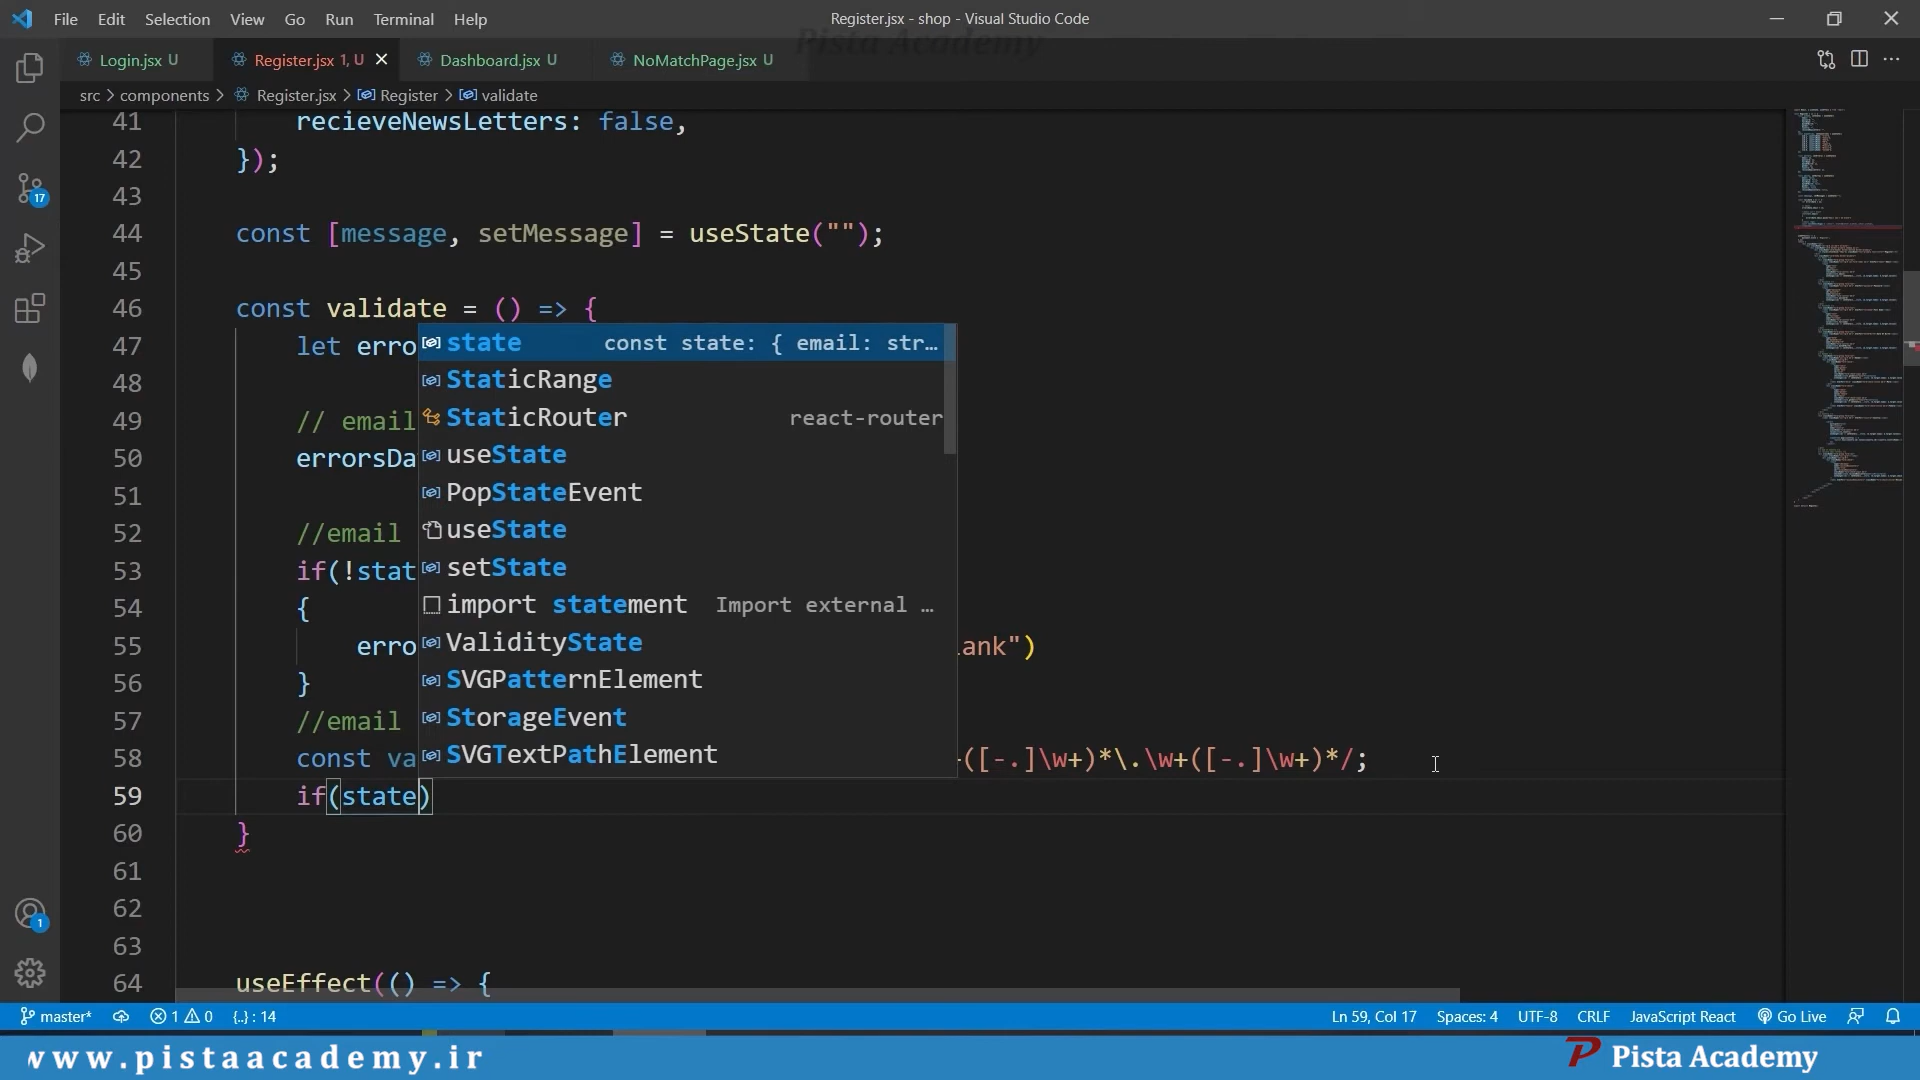 File Edit Selection View Go Run Terminal Help
Register.jsx - shop - Visual Studio Code
Pista Academy
Login.jsx U
Register.jsx 1, U
Dashboard.jsx U
NoMatchPage.jsx U
src > components > Register.jsx > Register > validate
41 recieveNewsLetters: false,
42 });
43
44 const [message, setMessage] = useState("");
45
46 const validate = () => {
47 let erro
48
49 // email
50 errorsDa
51
52 //email
53 if(!stat
54 {
55 erro lank")
56 }
57 //email
58 const va +([-.]\w+)*\.\w+([-.]\w+)*/;
59 if(state)
60 }
61
62
63
64 useEffect(() => {
state const state: { email: str…
StaticRange
StaticRouter react-router
useState
PopStateEvent
useState
setState
import statement Import external …
ValidityState
SVGPatternElement
StorageEvent
SVGTextPathElement
17
1
master* 1 0 {..} : 14
Ln 59, Col 17 Spaces: 4 UTF-8 CRLF JavaScript React Go Live
www.pistaacademy.ir
Pista Academy